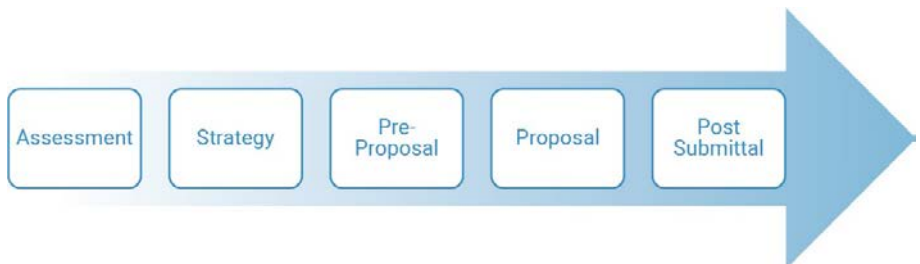 Assessment
Strategy
Pre-
Proposal
Proposal
Post
Submittal